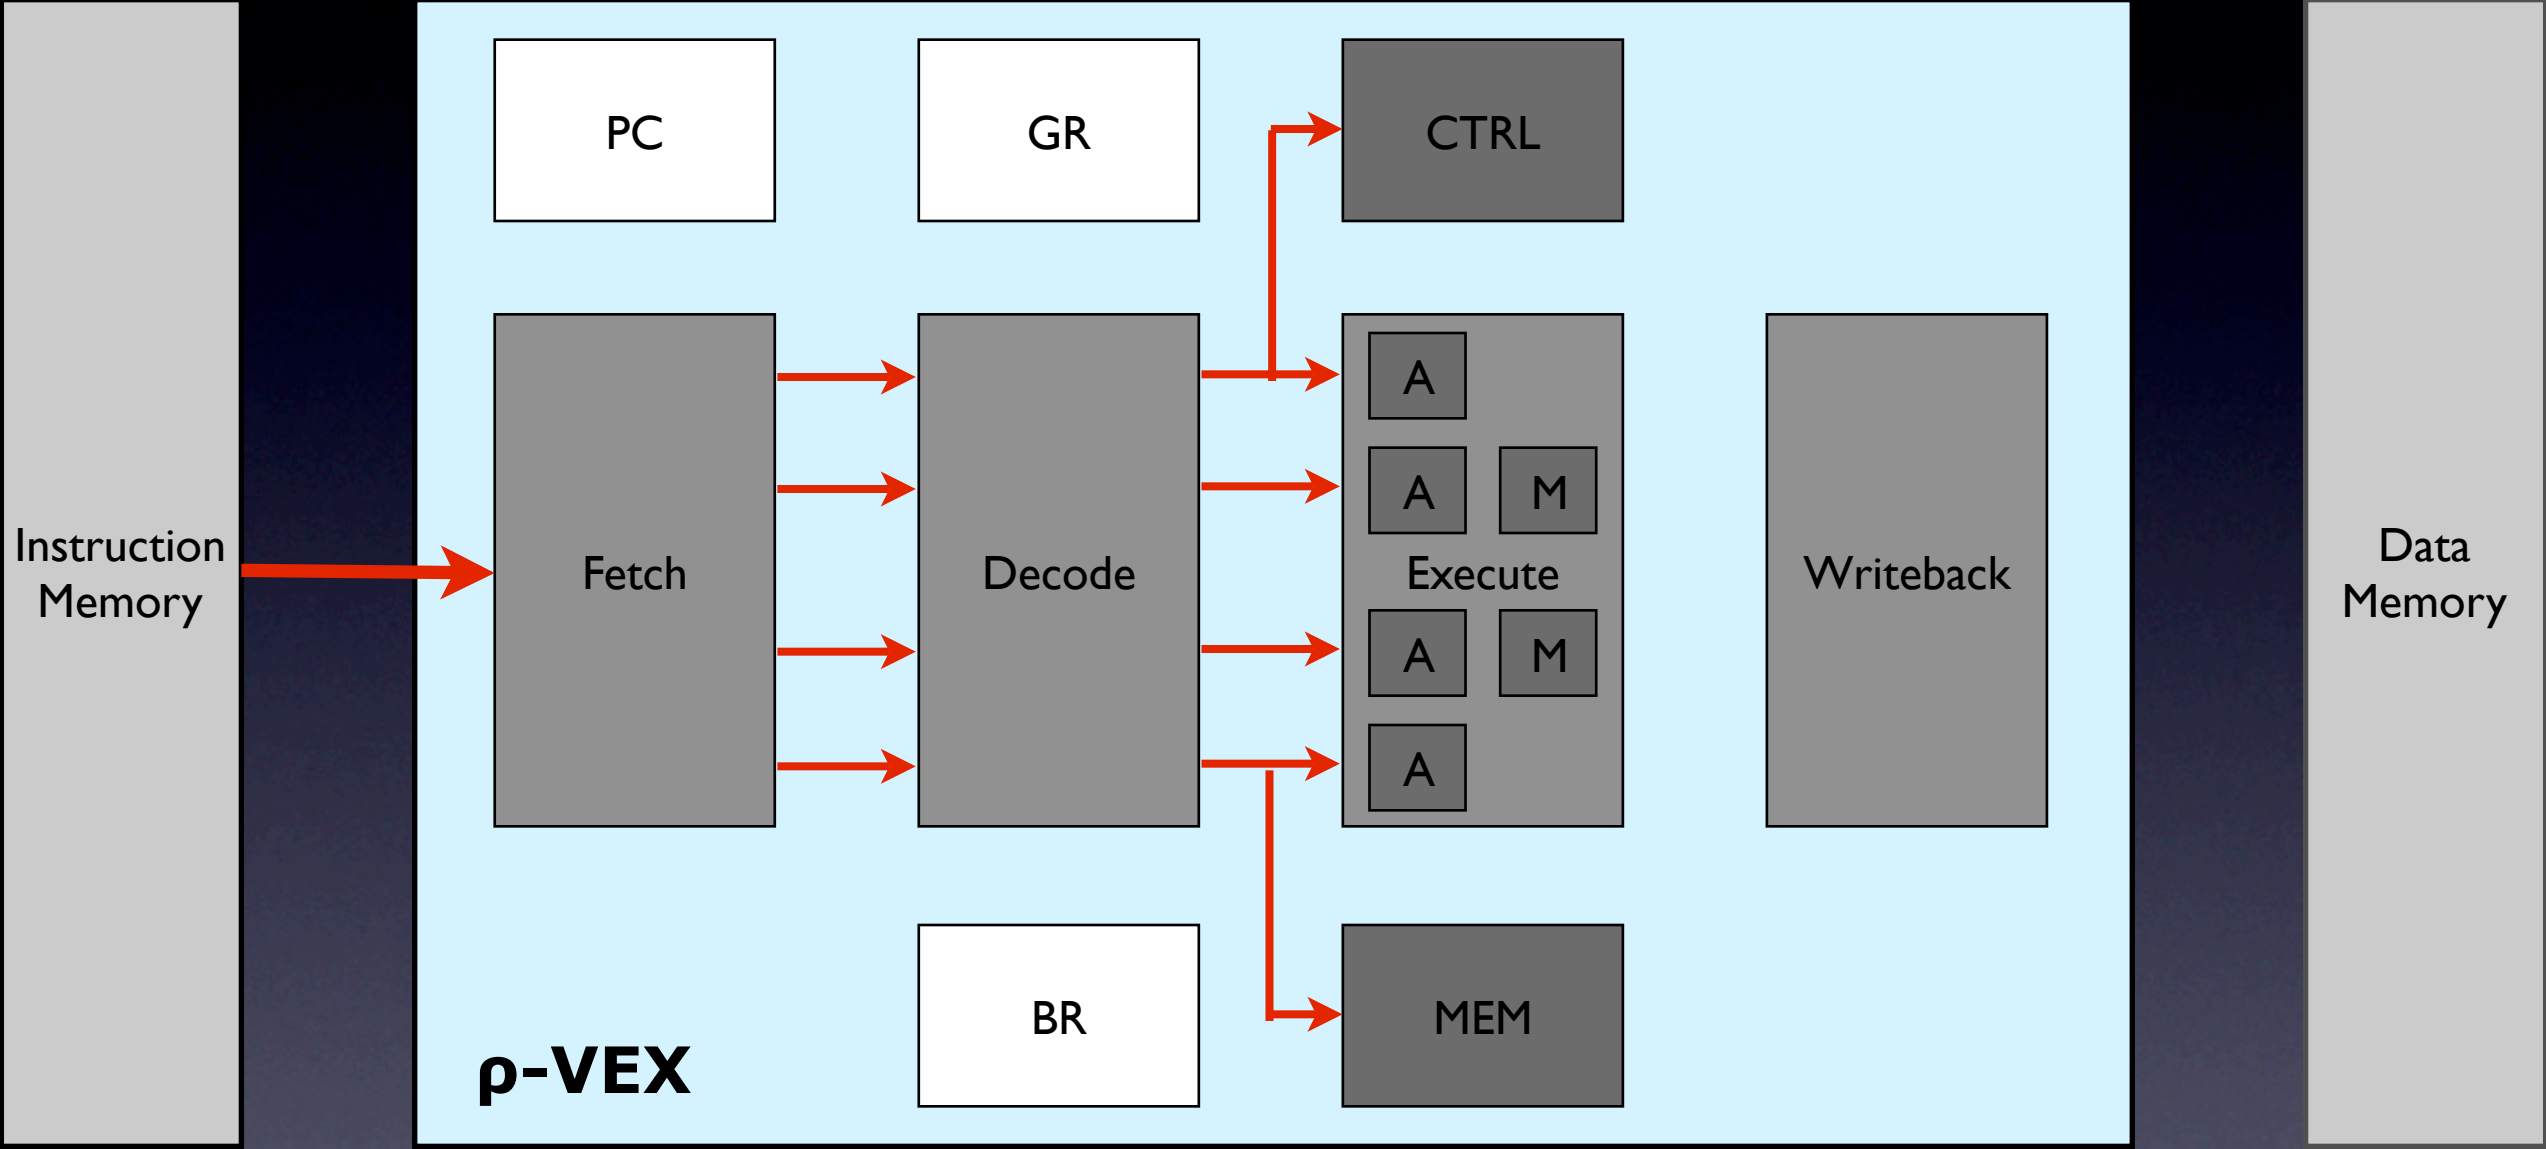 PC
GR
CTRL
Instruction
Memory
Fetch
Decode
A
A
M
Execute
A
M
A
Writeback
Data
Memory
BR
MEM
ρ-VEX